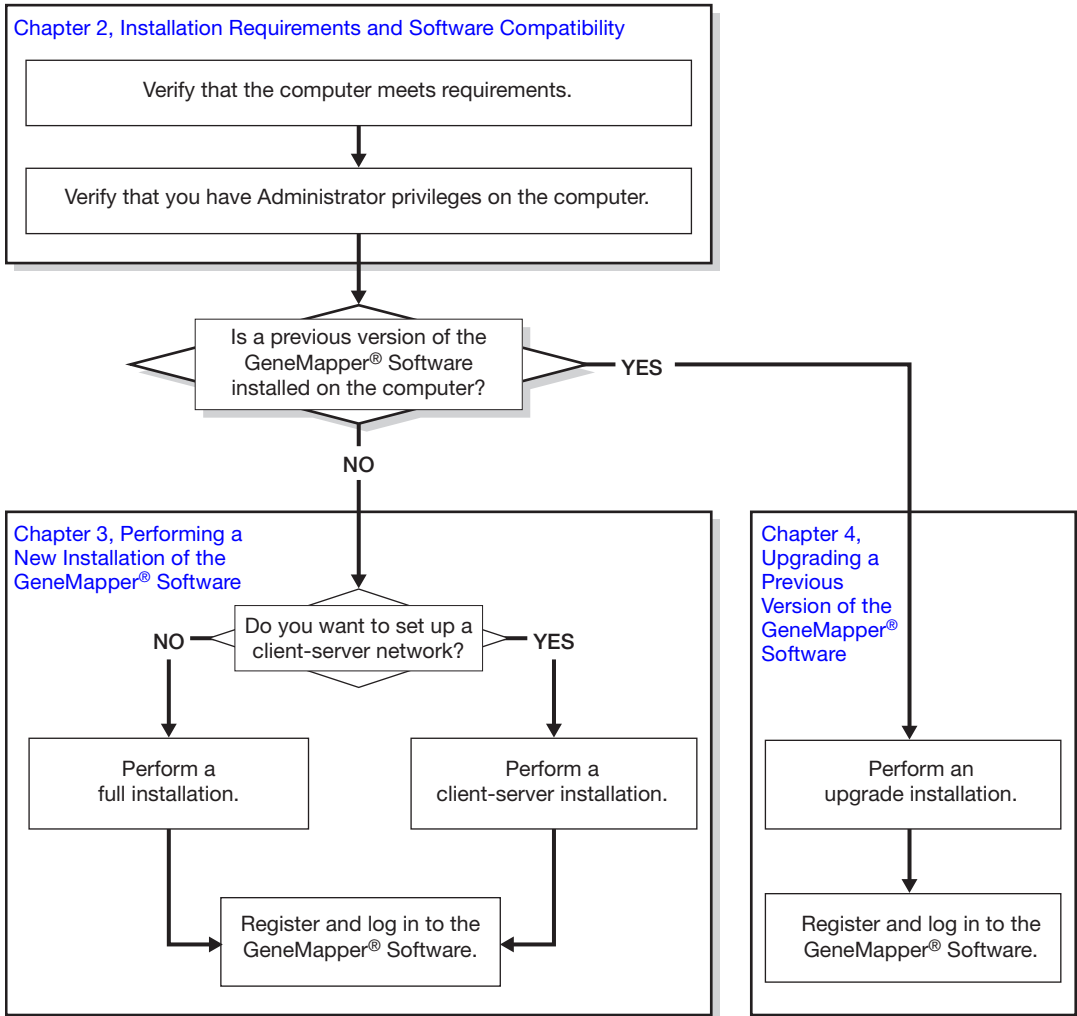 Chapter 2, Installation Requirements and Software Compatibility
Verify that the computer meets requirements.
Verify that you have Administrator privileges on the computer.
Is a previous version of the
GeneMapper® Software
installed on the computer?
YES
NO
Chapter 3, Performing a
New Installation of the
GeneMapper® Software
Do you want to set up a
client-server network?
NO
YES
Perform a
full installation.
Perform a
client-server installation.
Register and log in to the
GeneMapper® Software.
Chapter 4,
Upgrading a
Previous
Version of the
GeneMapper®
Software
Perform an
upgrade installation.
Register and log in to the
GeneMapper® Software.